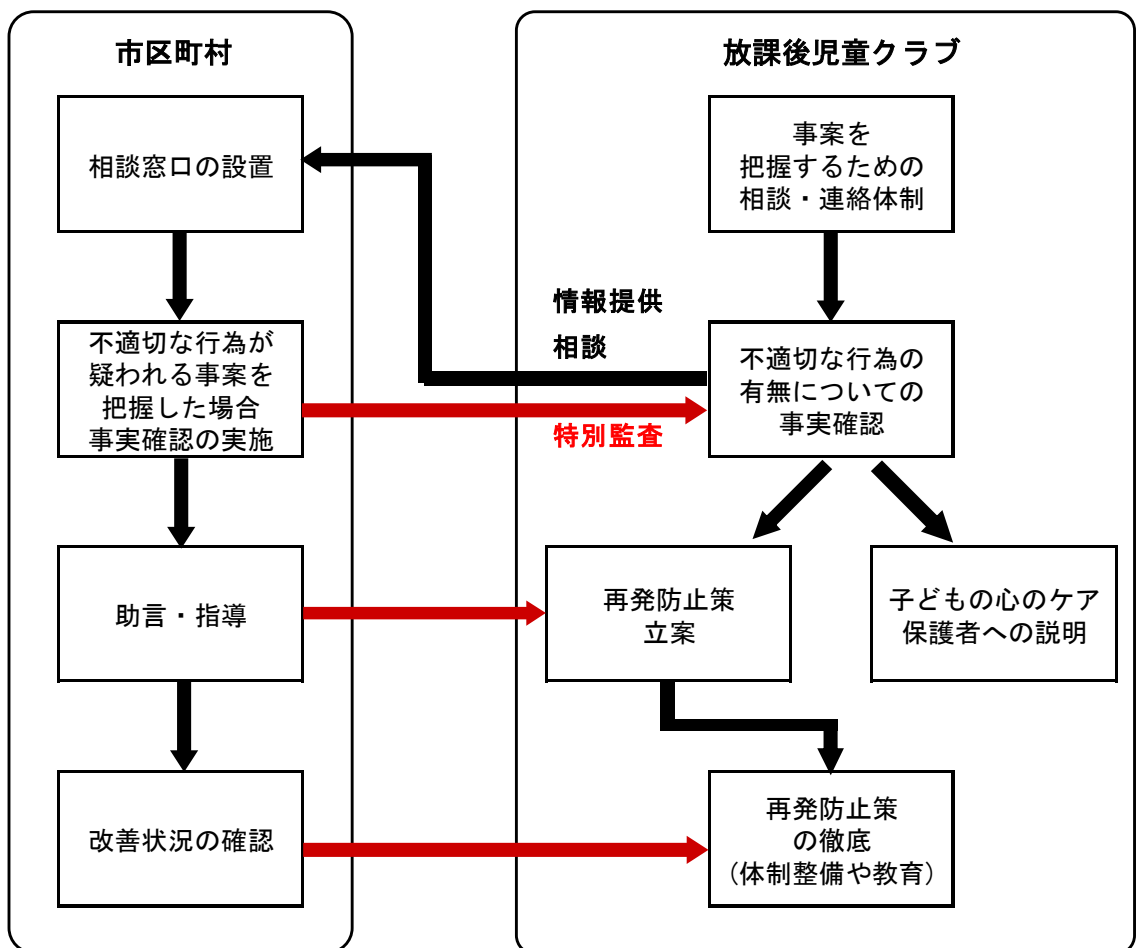 市区町村
相談窓口の設置
不適切な行為が
疑われる事案を
把握した場合
事実確認の実施
助言・指導
改善状況の確認
情報提供
相談
特別監査
放課後児童クラブ
事案を
把握するための
相談・連絡体制
不適切な行為の
有無についての
事実確認
再発防止策
立案
子どもの心のケア
保護者への説明
再発防止策
の徹底
（体制整備や教育）